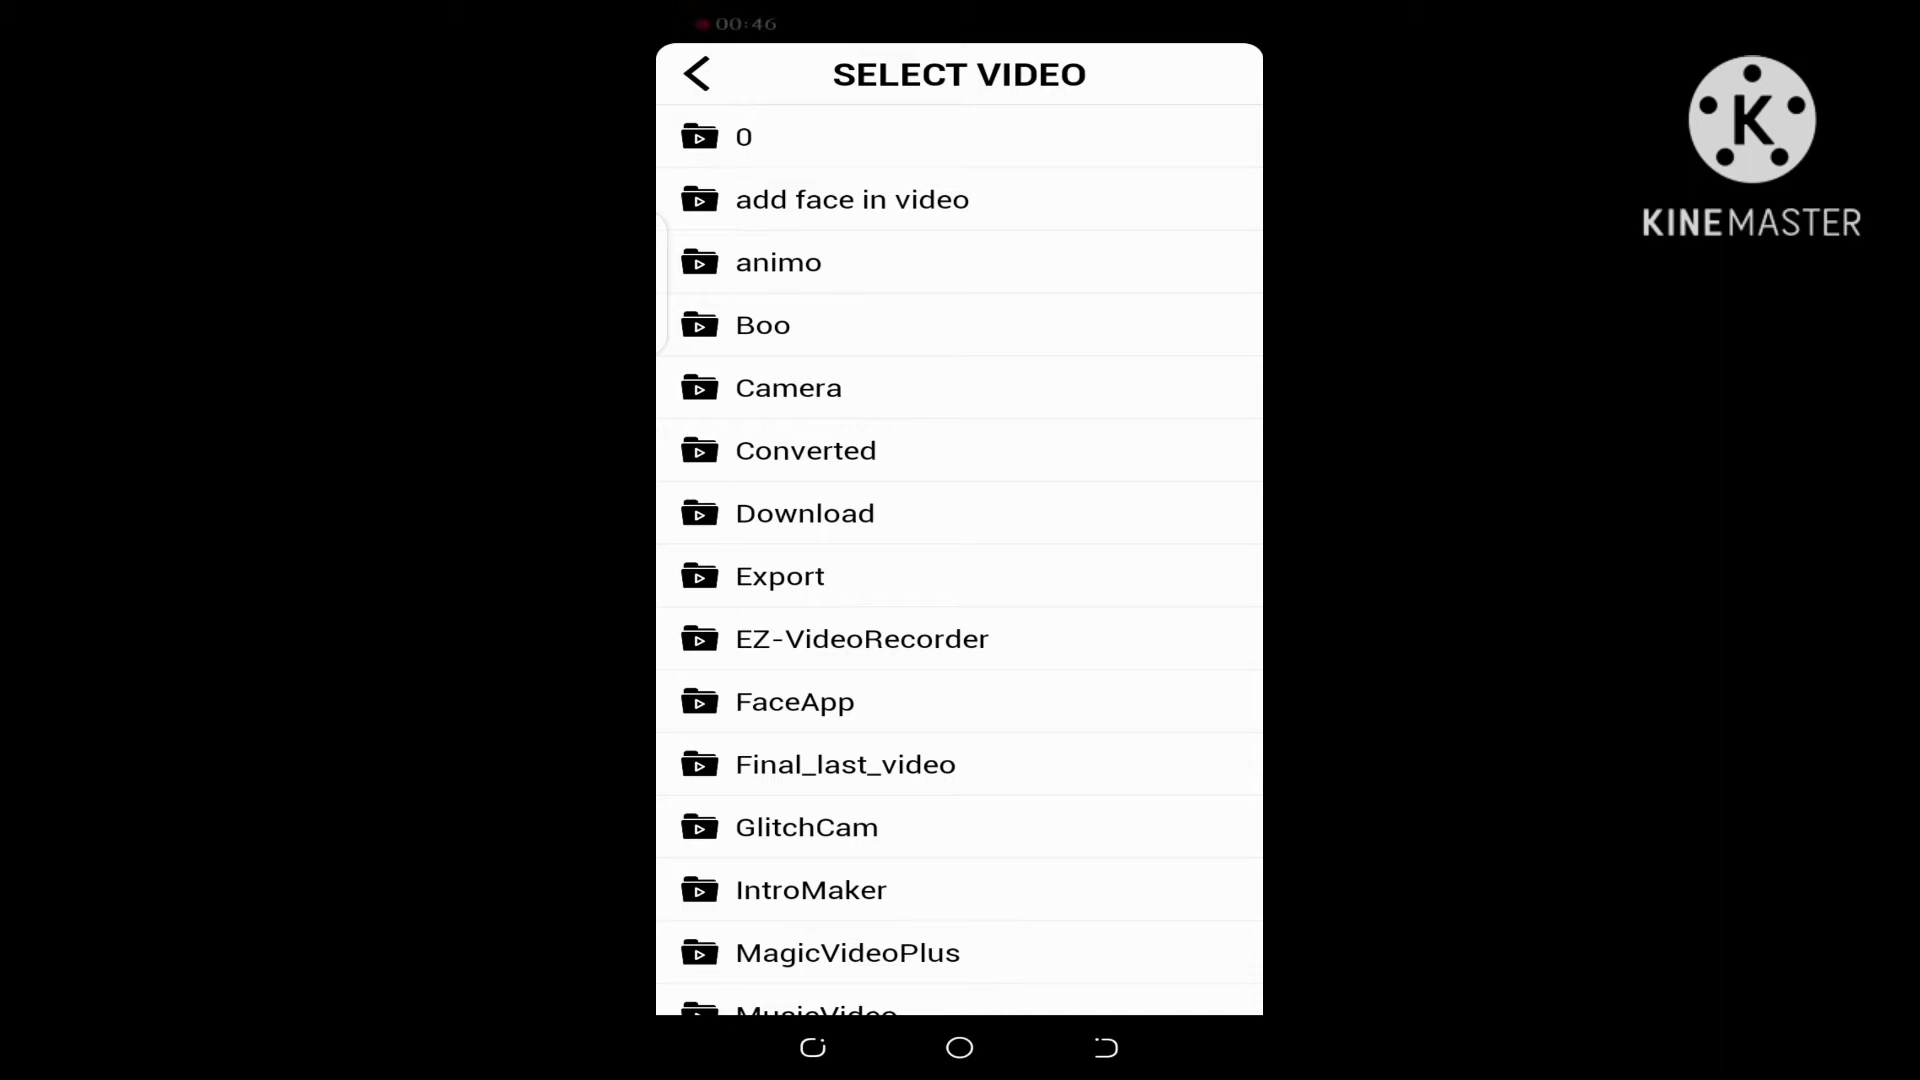 00:46
SELECT VIDEO
0
add face in video
animo
Boo
Camera
Converted
Download
Export
EZ-VideoRecorder
FaceApp
Final_last_video
GlitchCam
IntroMaker
MagicVideoPlus
MusicVideo
K
KINEMASTER